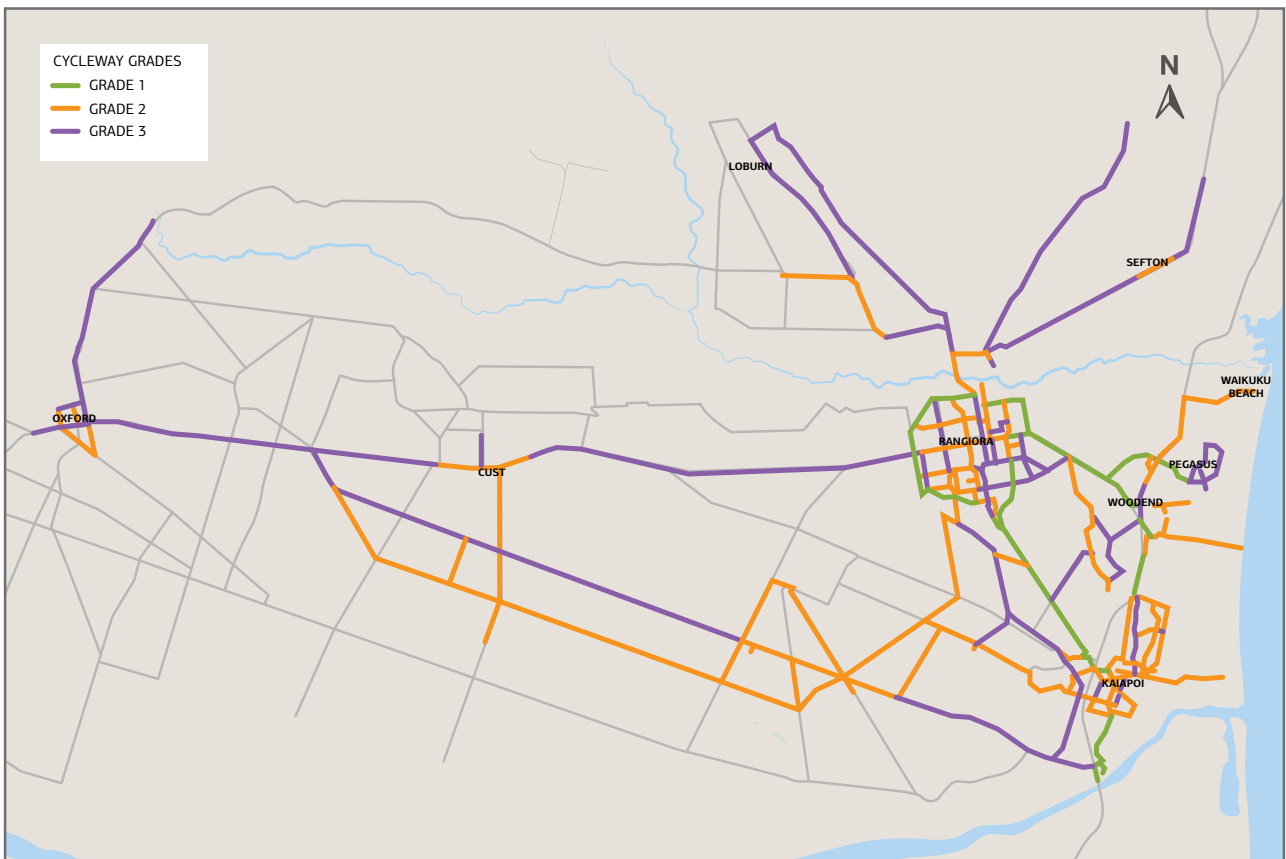 CYCLEWAY GRADES
GRADE 1
GRADE 2
GRADE 3
N
LOBURN
SEFTON
WAIKUKU
BEACH
OXFORD
RANGIORA
PEGASUS
CUST
WOODEND
KAIAPOI